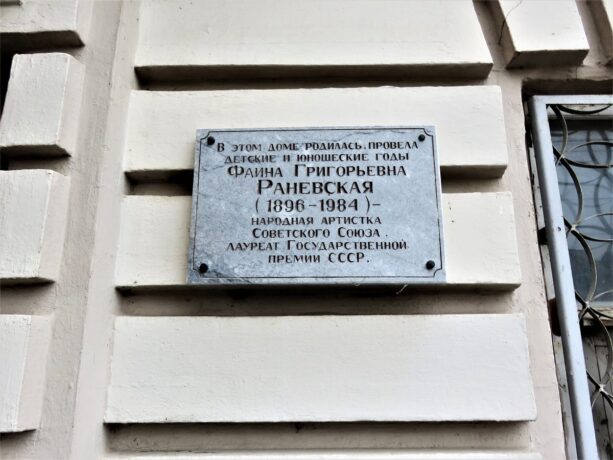 В этом доме родилась, провела
детские и юношеские годы
Фаина Григорьевна
Раневская
(1896-1984)-
народная артистка
Советского Союза.
лауреат Государственной
премии СССР.